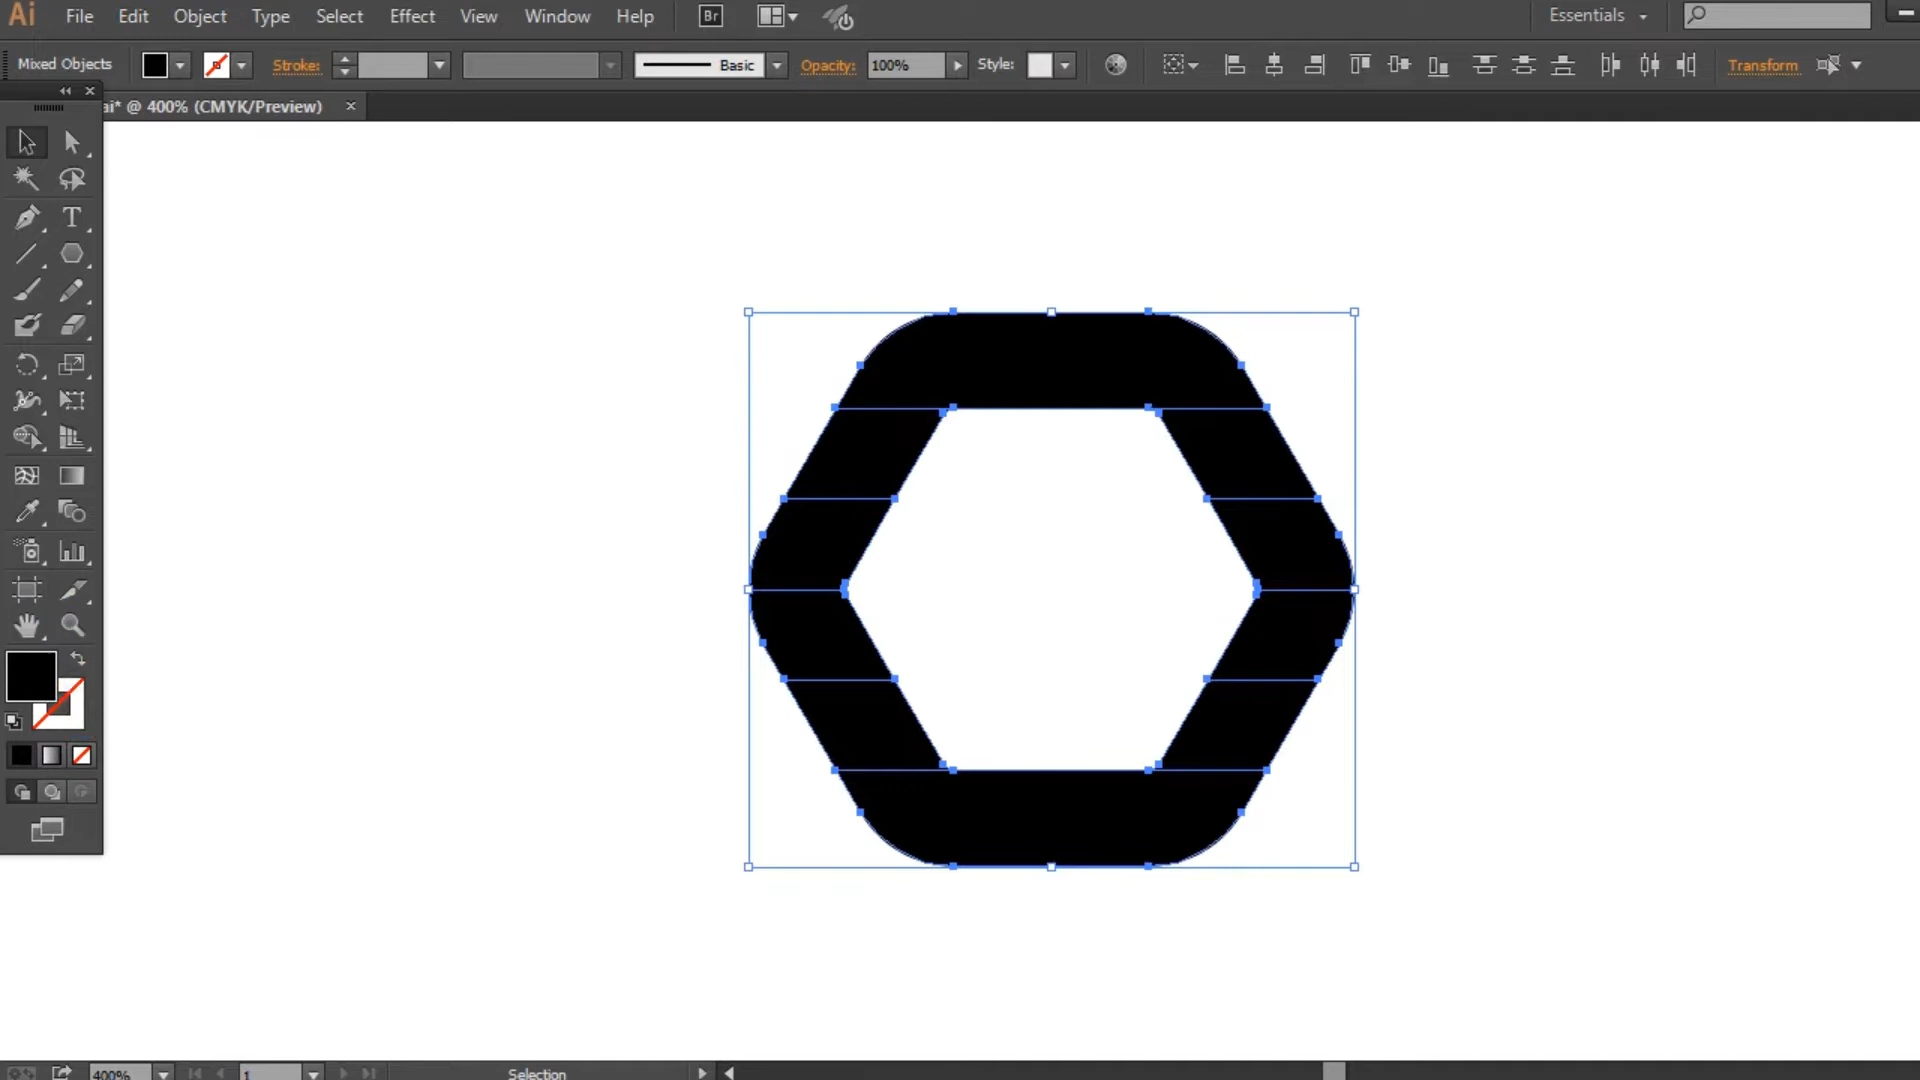 Ai File Edit Object Type Select Effect View Window Help Br Essentials
Mixed Objects Stroke: Basic Opacity: 100% Style: Transform
ai* @ 400% (CMYK/Preview)
T
400% 1 Selection